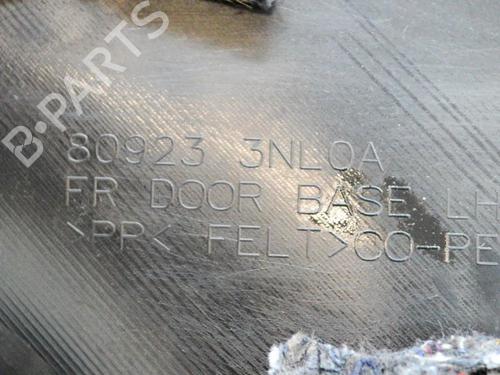 B·PARTS
80923 3NL0A
FR DOOR BASE LH
<PP< FELT>CO-PE